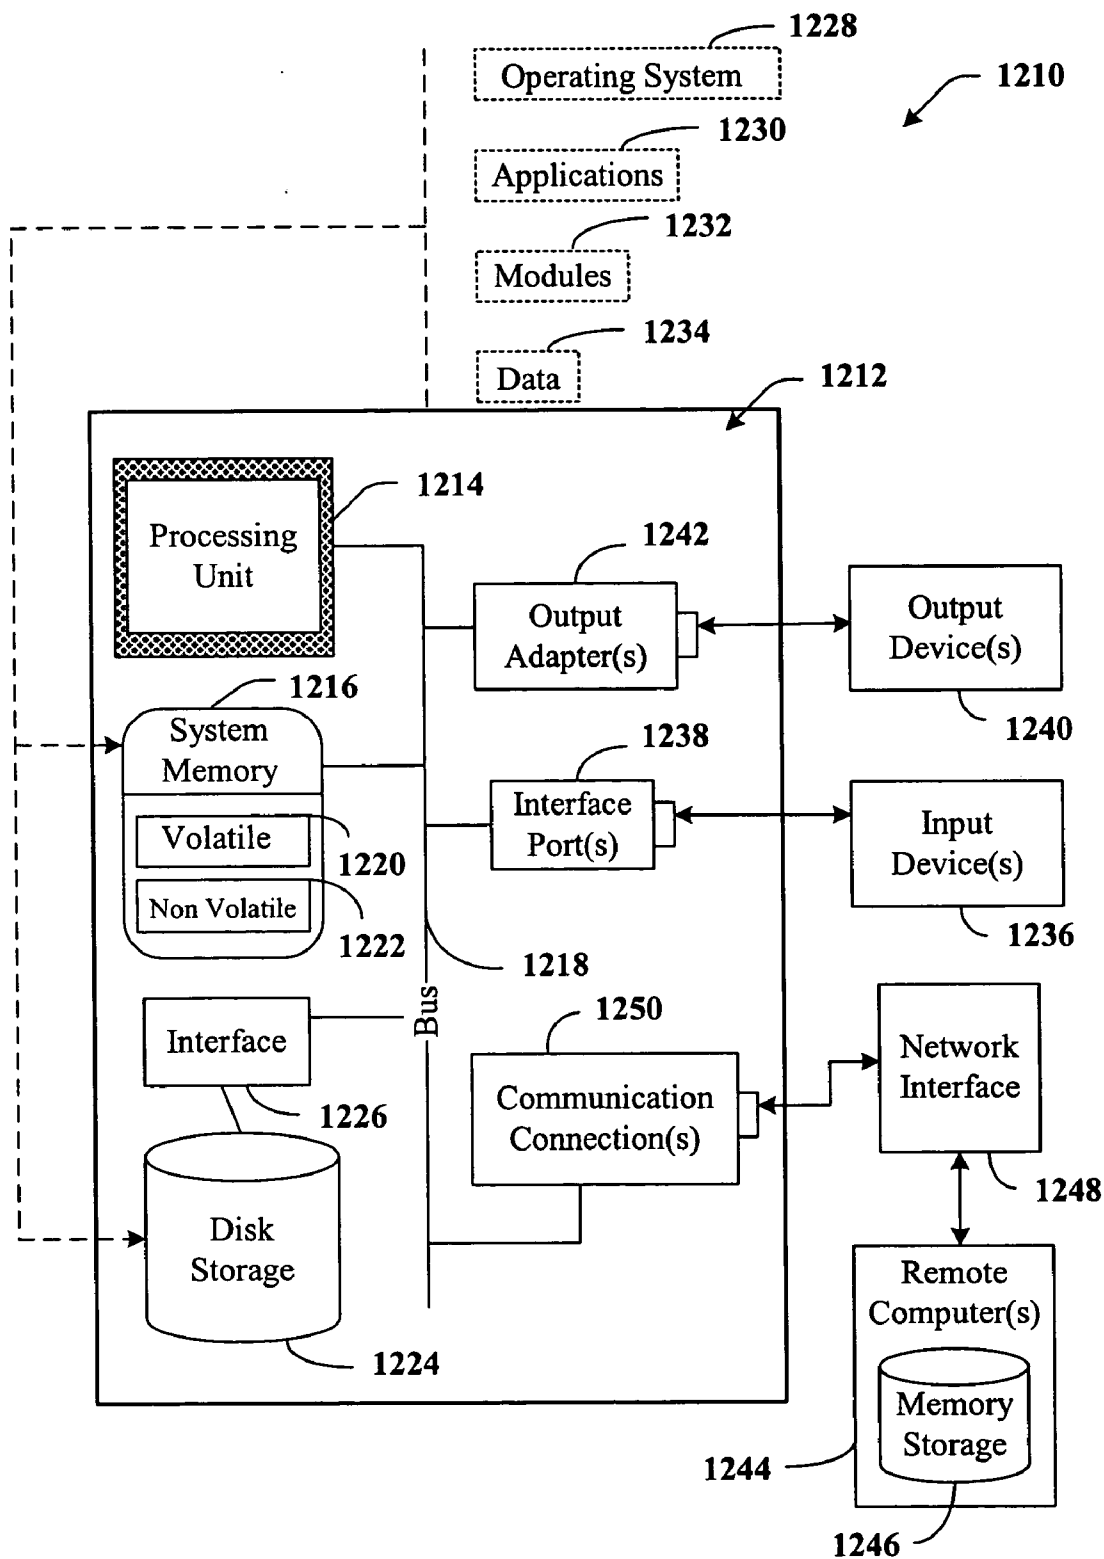 1228
Operating System
1210
1230
Applications
1232
Modules
1234
Data
1212
1214
Processing
Unit
1242
Output
Adapter(s)
Output
Device(s)
1240
1216
System
Memory
1238
Interface
Port(s)
Input
Device(s)
1236
Volatile
1220
Non Volatile
1222
1218
Bus
1250
Communication
Connection(s)
Network
Interface
1248
Interface
1226
Disk
Storage
1224
Remote
Computer(s)
Memory
Storage
1244
1246